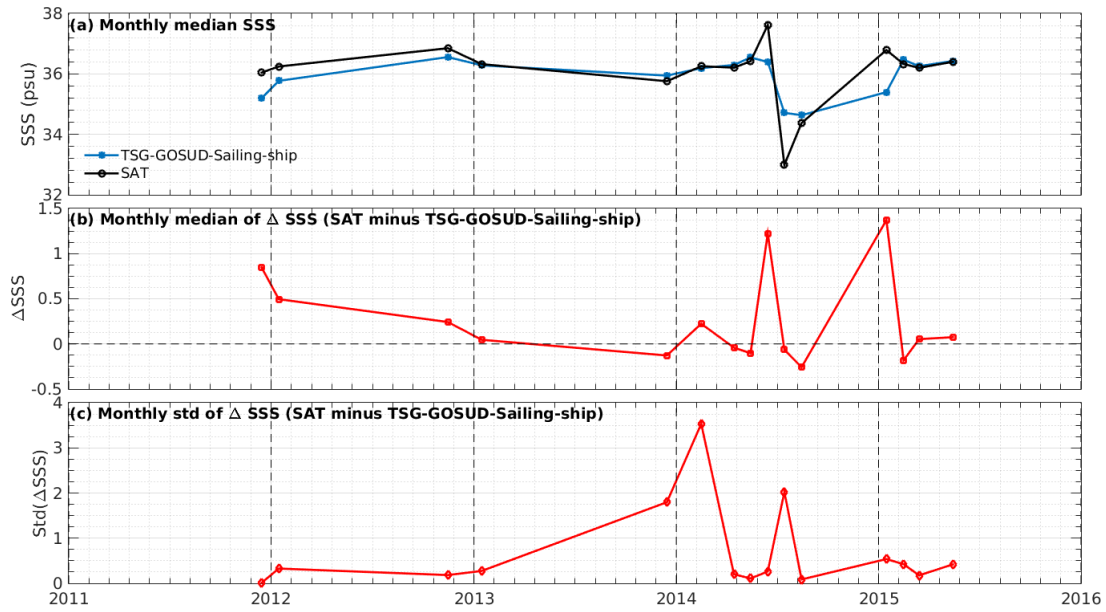 (a) Monthly median SSS
38
36
34
32
SSS (psu)
TSG-GOSUD-Sailing-ship
SAT
(b) Monthly median of Δ SSS (SAT minus TSG-GOSUD-Sailing-ship)
1.5
1
0.5
0
-0.5
ΔSSS
(c) Monthly std of Δ SSS (SAT minus TSG-GOSUD-Sailing-ship)
4
3
2
1
0
Std(ΔSSS)
2011 2012 2013 2014 2015 2016